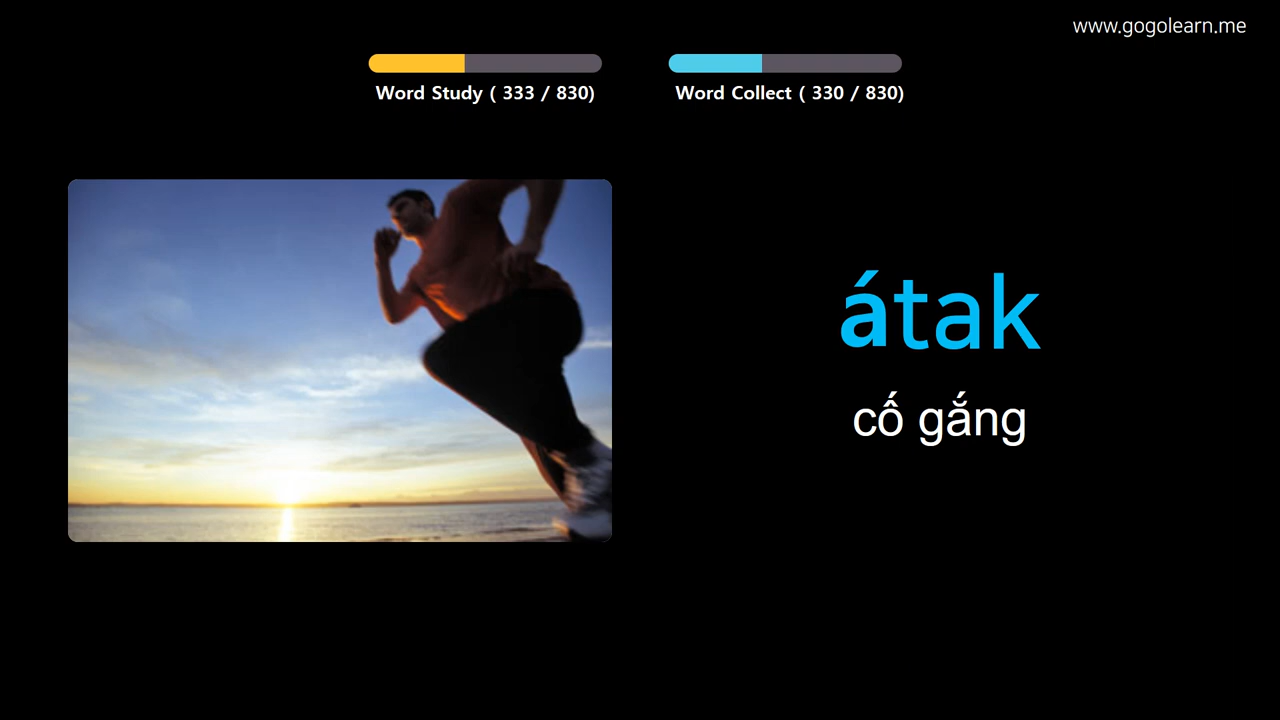 www.gogolearn.me
Word Study ( 333 / 830)
Word Collect ( 330 / 830)
átak
cố gắng